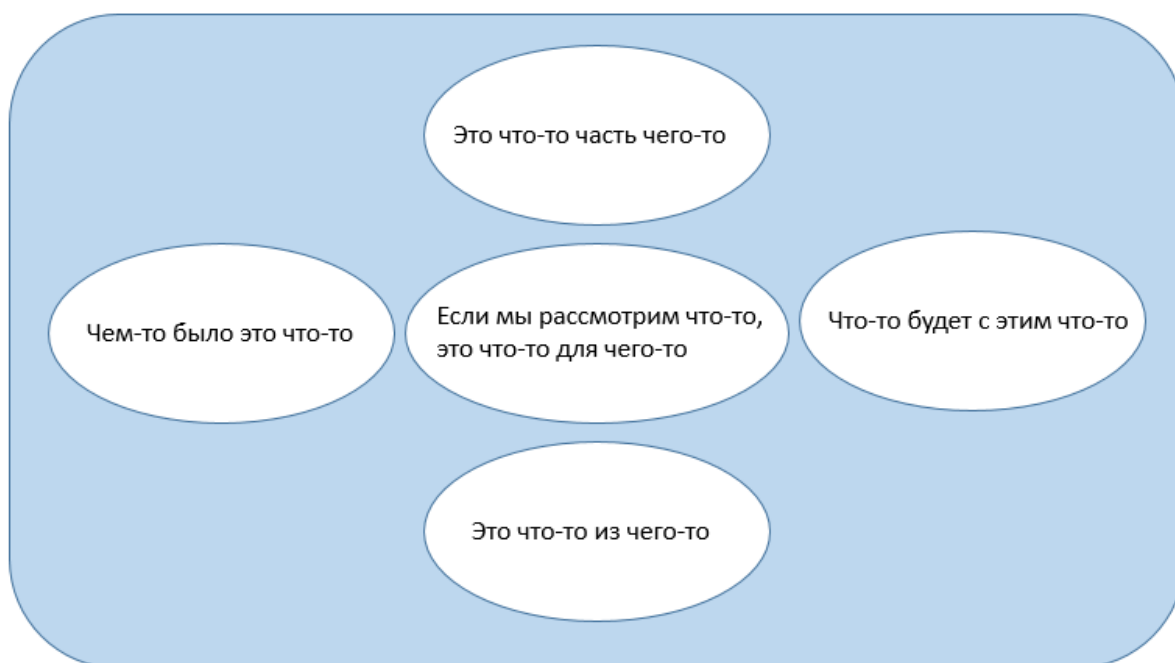 Это что-то часть чего-то
Чем-то было это что-то
Если мы рассмотрим что-то,
это что-то для чего-то
Что-то будет с этим что-то
Это что-то из чего-то